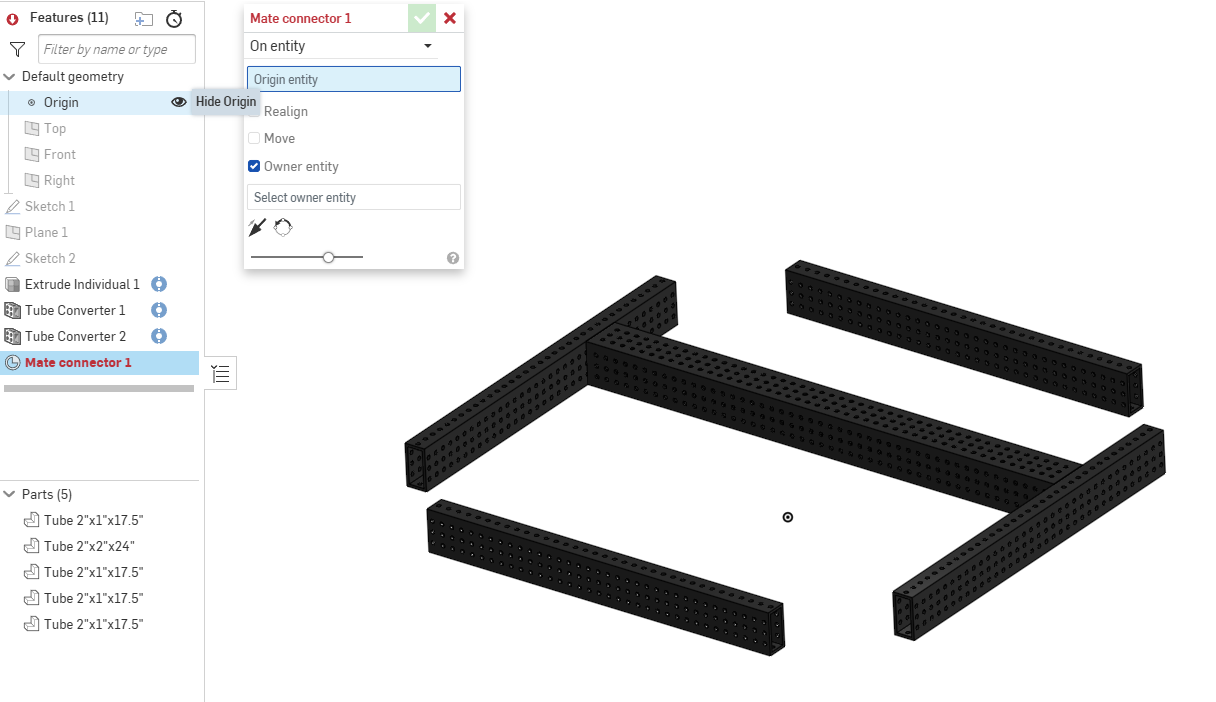 Features (11)
Filter by name or type
Default geometry
Origin
Hide Origin
Top
Front
Right
Sketch 1
Plane 1
Sketch 2
Extrude Individual 1
Tube Converter 1
Tube Converter 2
Mate connector 1
Parts (5)
Tube 2"x1"x17.5"
Tube 2"x2"x24"
Tube 2"x1"x17.5"
Tube 2"x1"x17.5"
Tube 2"x1"x17.5"
Mate connector 1
On entity
Origin entity
Realign
Move
Owner entity
Select owner entity
?